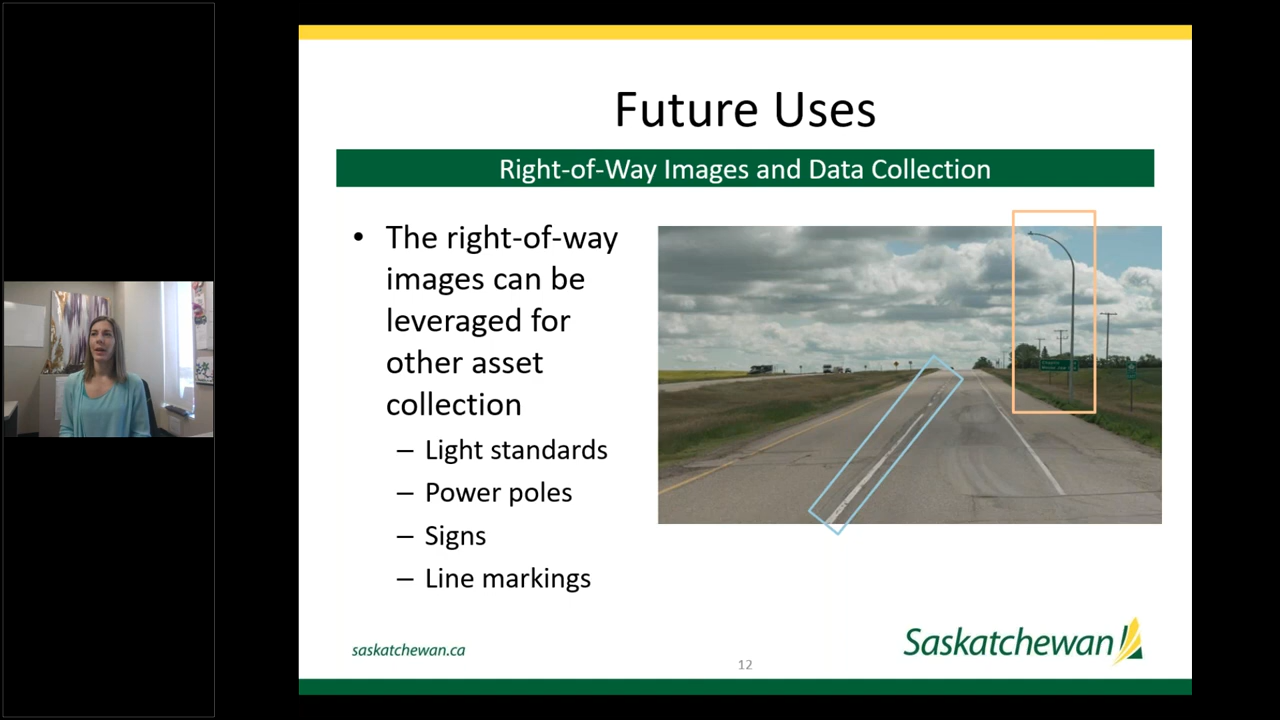 Future Uses
Right-of-Way Images and Data Collection
• The right-of-way
images can be
leveraged for
other asset
collection
– Light standards
– Power poles
– Signs
– Line markings
saskatchewan.ca
12
Saskatchewan